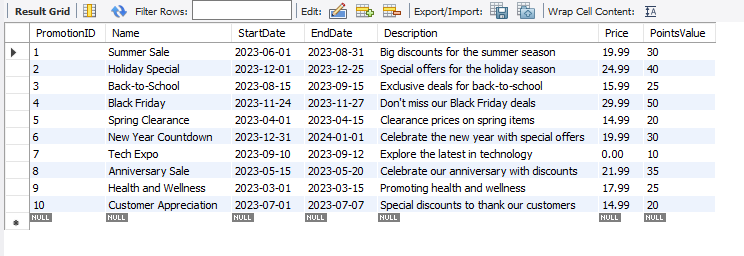 Result Grid Filter Rows: Edit: Export/Import: Wrap Cell Content: IA
PromotionID Name StartDate EndDate Description Price PointsValue
1 Summer Sale 2023-06-01 2023-08-31 Big discounts for the summer season 19.99 30
2 Holiday Special 2023-12-01 2023-12-25 Special offers for the holiday season 24.99 40
3 Back-to-School 2023-08-15 2023-09-15 Exclusive deals for back-to-school 15.99 25
4 Black Friday 2023-11-24 2023-11-27 Don't miss our Black Friday deals 29.99 50
5 Spring Clearance 2023-04-01 2023-04-15 Clearance prices on spring items 14.99 20
6 New Year Countdown 2023-12-31 2024-01-01 Celebrate the new year with special offers 19.99 30
7 Tech Expo 2023-09-10 2023-09-12 Explore the latest in technology 0.00 10
8 Anniversary Sale 2023-05-15 2023-05-20 Celebrate our anniversary with discounts 21.99 35
9 Health and Wellness 2023-03-01 2023-03-15 Promoting health and wellness 17.99 25
10 Customer Appreciation 2023-07-01 2023-07-07 Special discounts to thank our customers 14.99 20
NULL NULL NULL NULL NULL NULL NULL